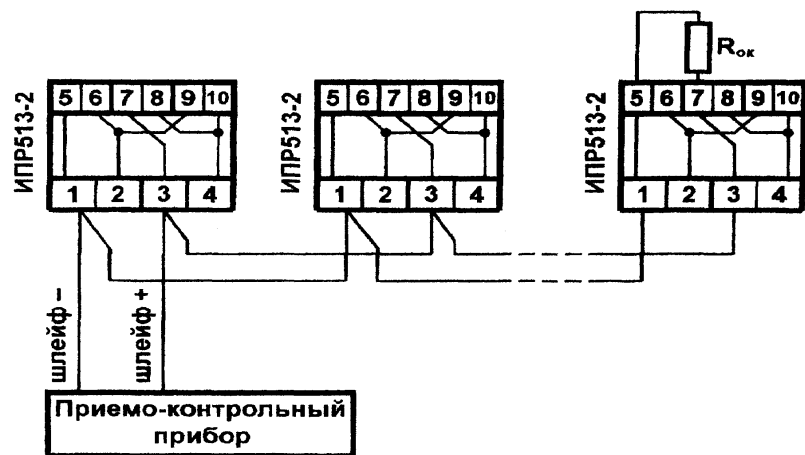 Rок
5 6 7 8 9 10
ИПР513-2
1 2 3 4
5 6 7 8 9 10
ИПР513-2
1 2 3 4
5 6 7 8 9 10
ИПР513-2
1 2 3 4
шлейф –
шлейф +
Приемо-контрольный
прибор